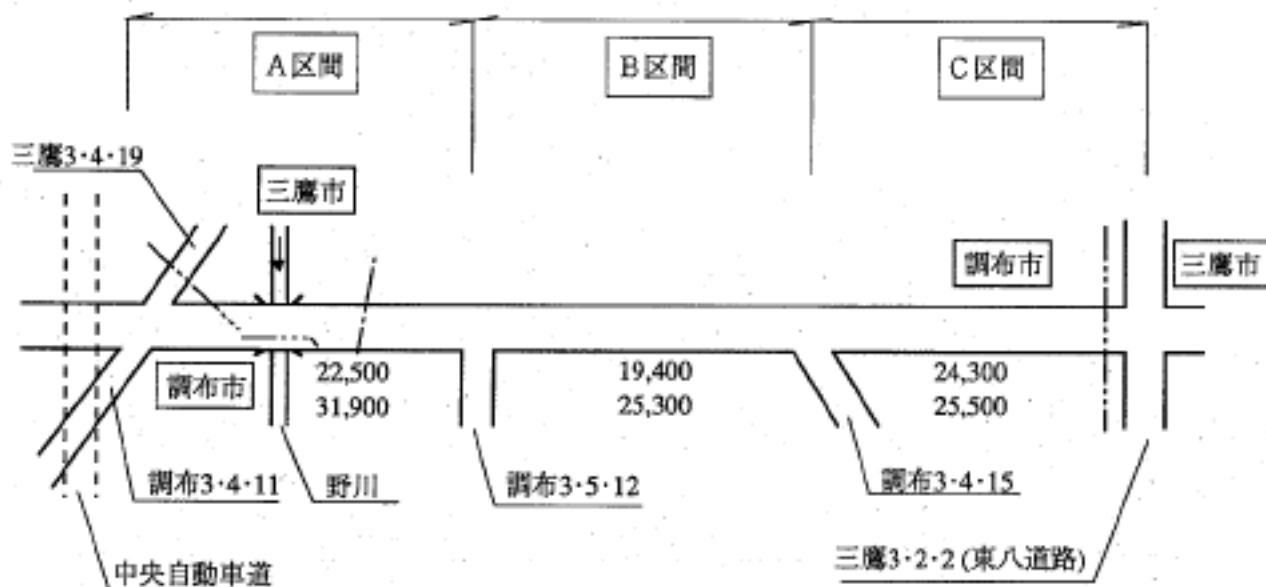 A区間
B区間
C区間
三鷹3・4・19
三鷹市
調布市
三鷹市
調布市
22,500
31,900
19,400
25,300
24,300
25,500
調布3・4・11
野川
調布3・5・12
調布3・4・15
中央自動車道
三鷹3・2・2 (東八道路)